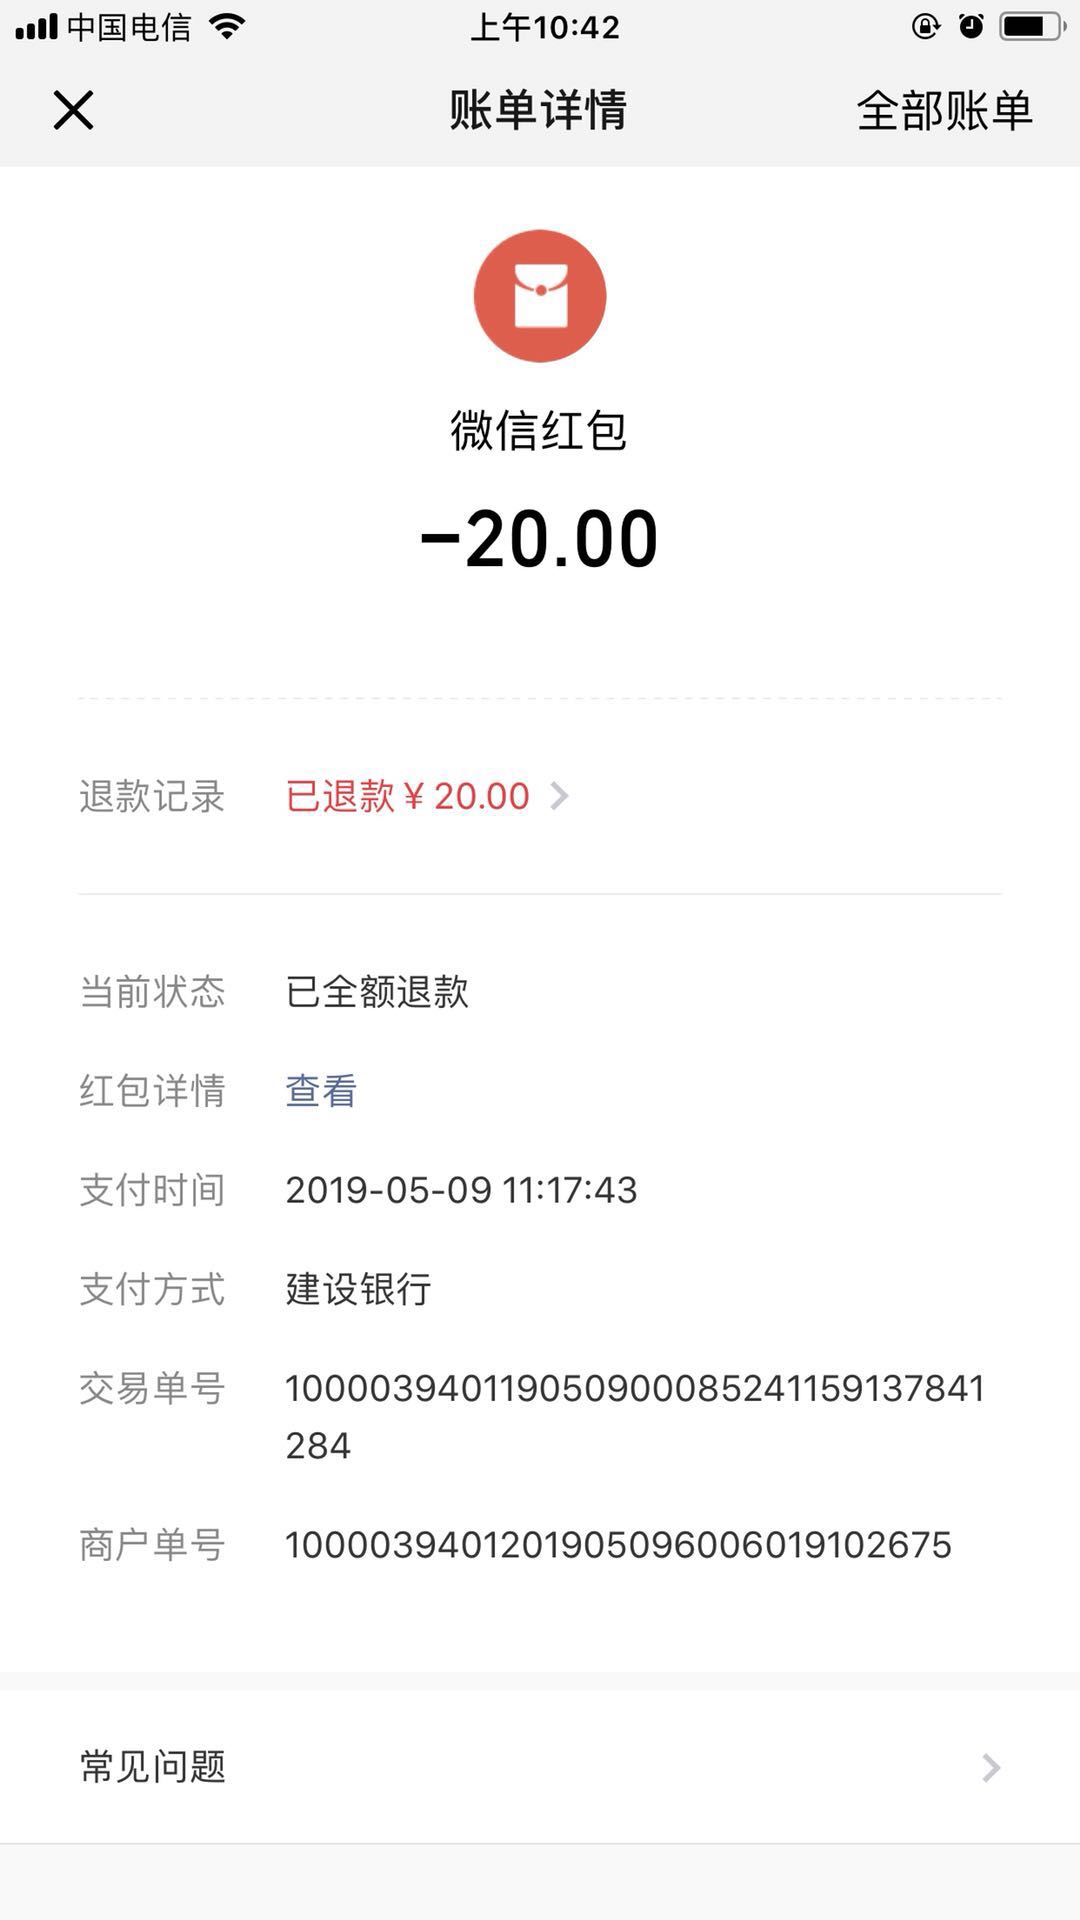 中国电信 上午10:42
账单详情 全部账单
微信红包
-20.00
退款记录 已退款¥20.00
当前状态 已全额退款
红包详情 查看
支付时间 2019-05-09 11:17:43
支付方式 建设银行
交易单号 1000039401190509000852411591378​41
284
商户单号 1000039401201905096006019102675
常见问题